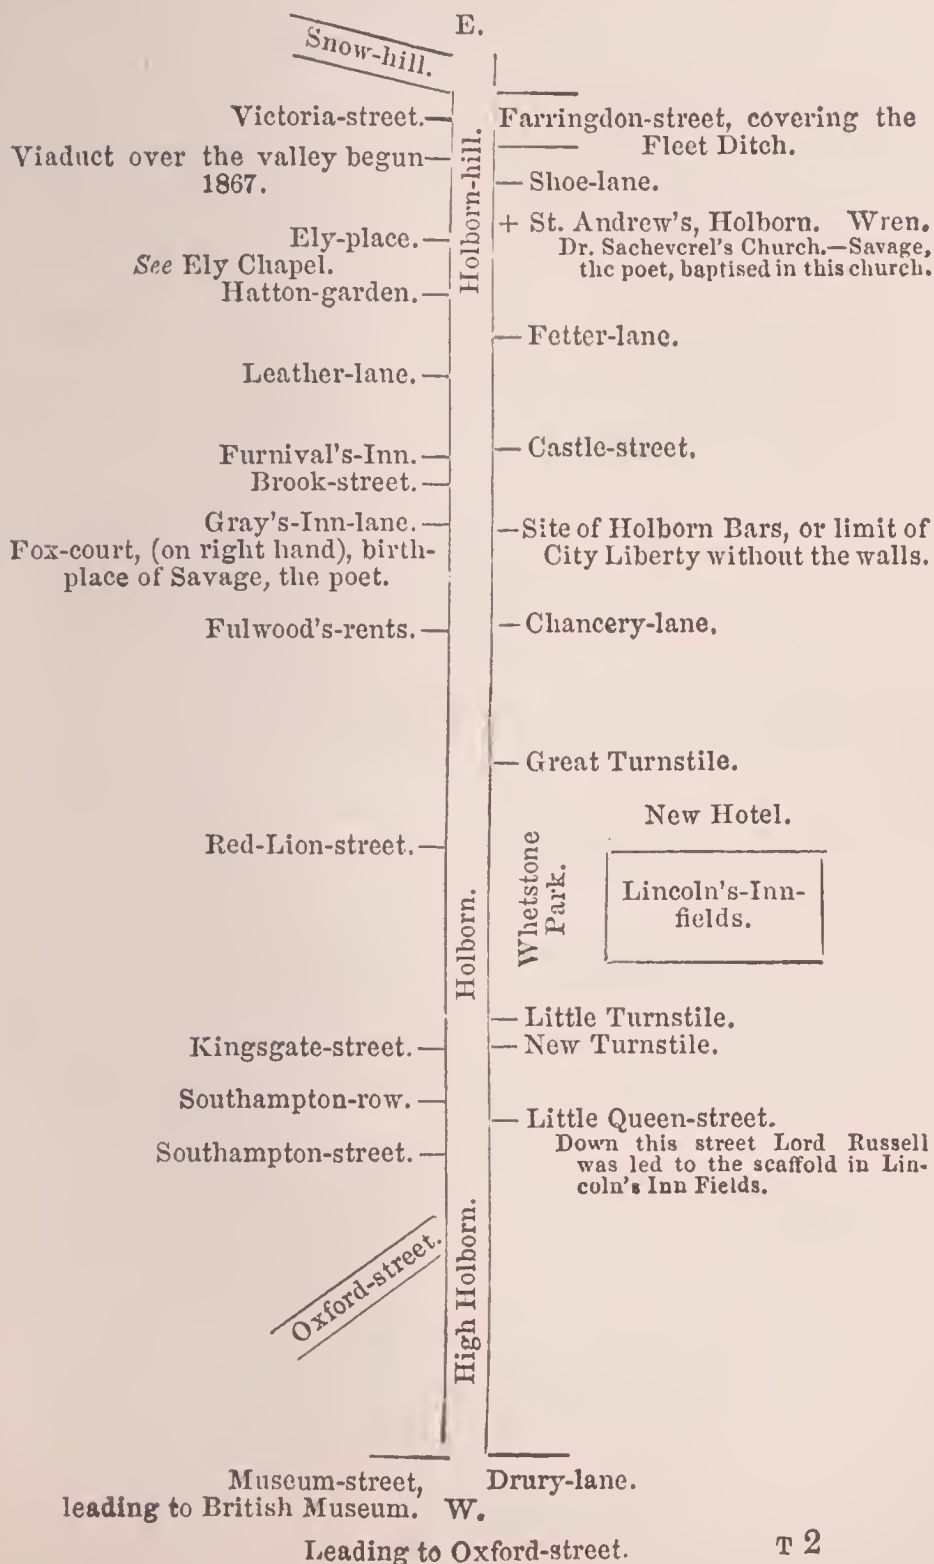 E.
Snow-hill.
Victoria-street.
Farringdon-street, covering the
Fleet Ditch.
Viaduct over the valley begun
1867.
Holborn-hill.
Shoe-lane.
+ St. Andrew's, Holborn. Wren.
Dr. Sacheverel's Church.—Savage,
the poet, baptised in this church.
Ely-place.
See Ely Chapel.
Hatton-garden.
Fetter-lane.
Leather-lane.
Castle-street.
Furnival's-Inn.
Brook-street.
Gray's-Inn-lane.
Fox-court, (on right hand), birth-
place of Savage, the poet.
Site of Holborn Bars, or limit of
City Liberty without the walls.
Fulwood's-rents.
Chancery-lane.
Great Turnstile.
New Hotel.
Red-Lion-street.
Whetstone
Park.
Lincoln's-Inn-
fields.
Holborn.
Little Turnstile.
Kingsgate-street.
New Turnstile.
Southampton-row.
Little Queen-street.
Down this street Lord Russell
was led to the scaffold in Lin-
coln's Inn Fields.
Southampton-street.
Oxford-street.
High Holborn.
Museum-street,
leading to British Museum.
Drury-lane.
W.
Leading to Oxford-street.
T 2